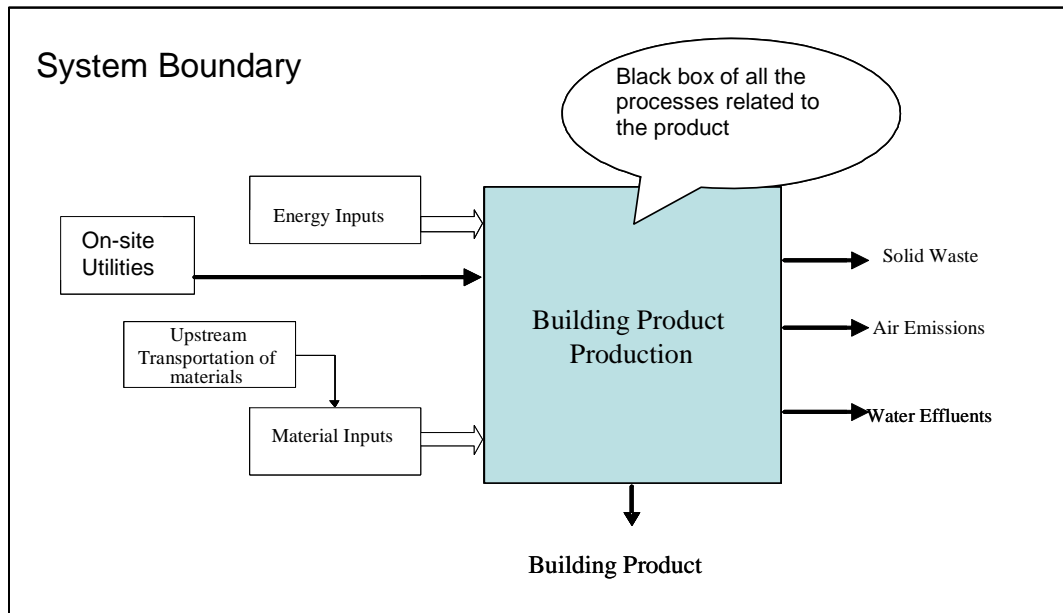 System Boundary
Black box of all the
processes related to
the product
Energy Inputs
On-site
Utilities
Solid Waste
Building Product
Production
Air Emissions
Upstream
Transportation of
materials
Material Inputs
Water Effluents
Building Product